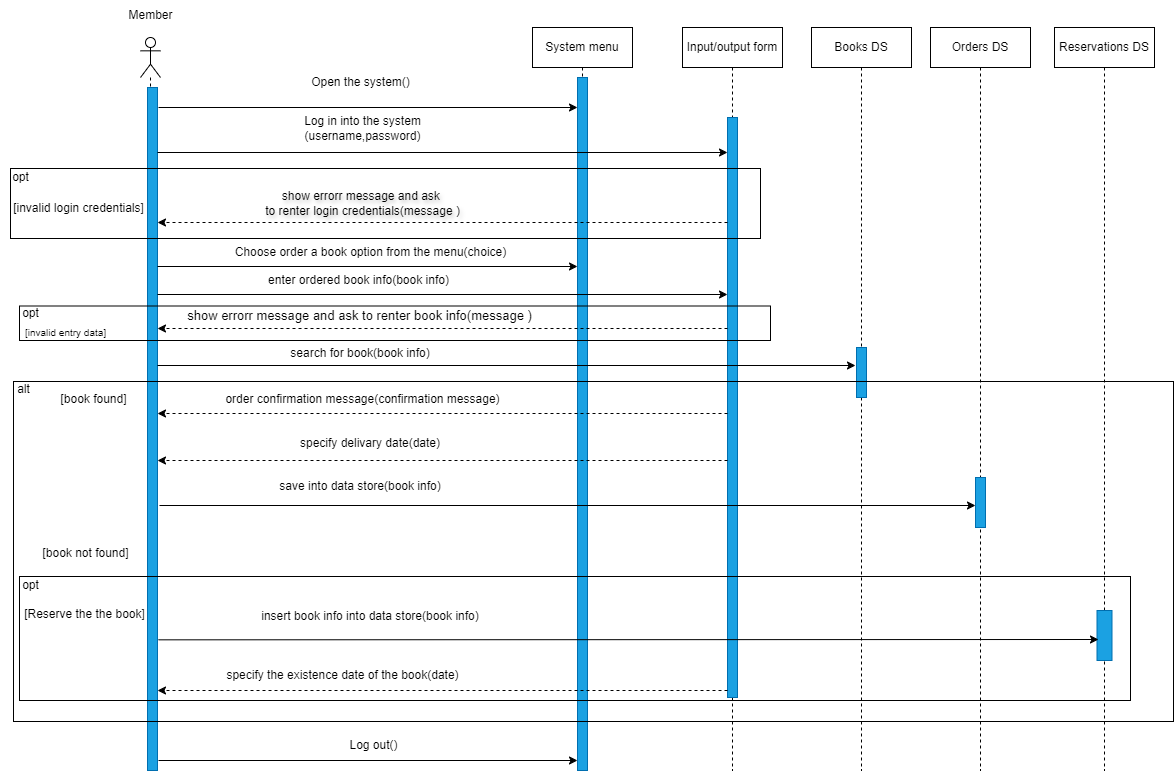 Member
System menu
Input/output form
Books DS
Orders DS
Reservations DS
Open the system()
Log in into the system
(username,password)
opt
[invalid login credentials]
show errorr message and ask
to renter login credentials(message )
Choose order a book option from the menu(choice)
enter ordered book info(book info)
opt
[invalid entry data]
show errorr message and ask to renter book info(message )
search for book(book info)
alt
[book found]
order confirmation message(confirmation message)
specify delivary date(date)
save into data store(book info)
[book not found]
opt
[Reserve the the book]
insert book info into data store(book info)
specify the existence date of the book(date)
Log out()